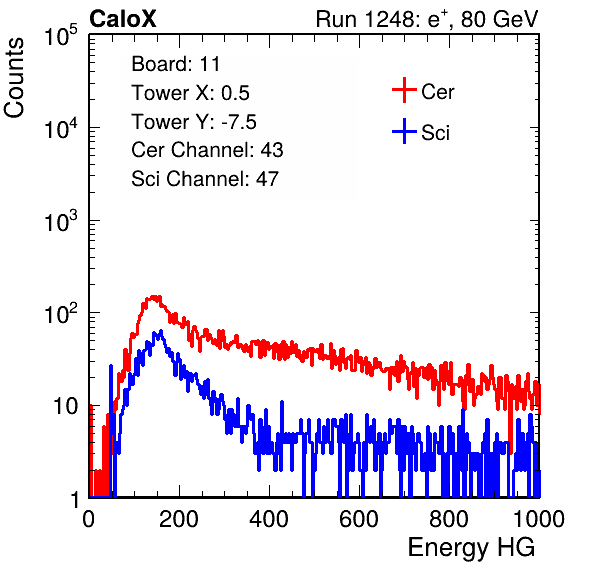 CaloX Run 1248: e⁺, 80 GeV
Counts
Board: 11
Tower X: 0.5
Tower Y: -7.5
Cer Channel: 43
Sci Channel: 47
Cer
Sci
10⁵
10⁴
10³
10²
10
1
0 200 400 600 800 1000
Energy HG